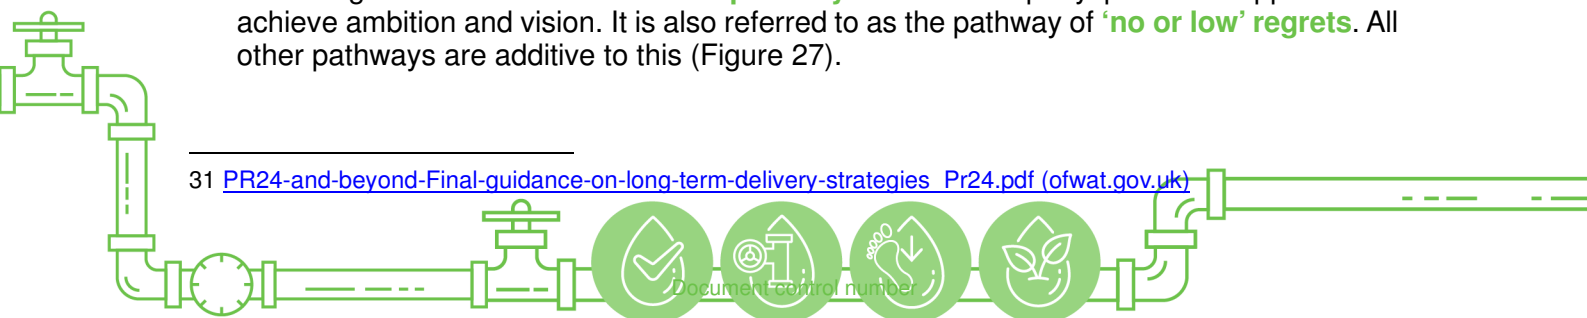 achieve ambition and vision. It is also referred to as the pathway of ‘no or low’ regrets. All
other pathways are additive to this (Figure 27).
31 PR24-and-beyond-Final-guidance-on-long-term-delivery-strategies_Pr24.pdf (ofwat.gov.uk)
Document control number